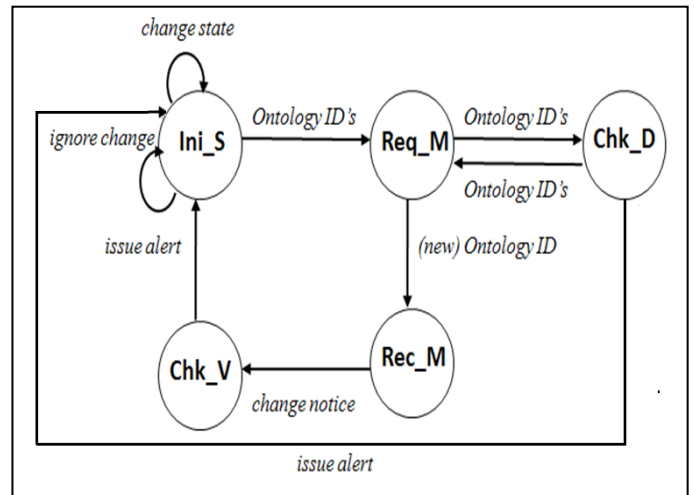 change state
Ontology ID's
Ontology ID's
ignore change
Ini_S
Req_M
Chk_D
Ontology ID's
issue alert
(new) Ontology ID
Chk_V
Rec_M
change notice
issue alert